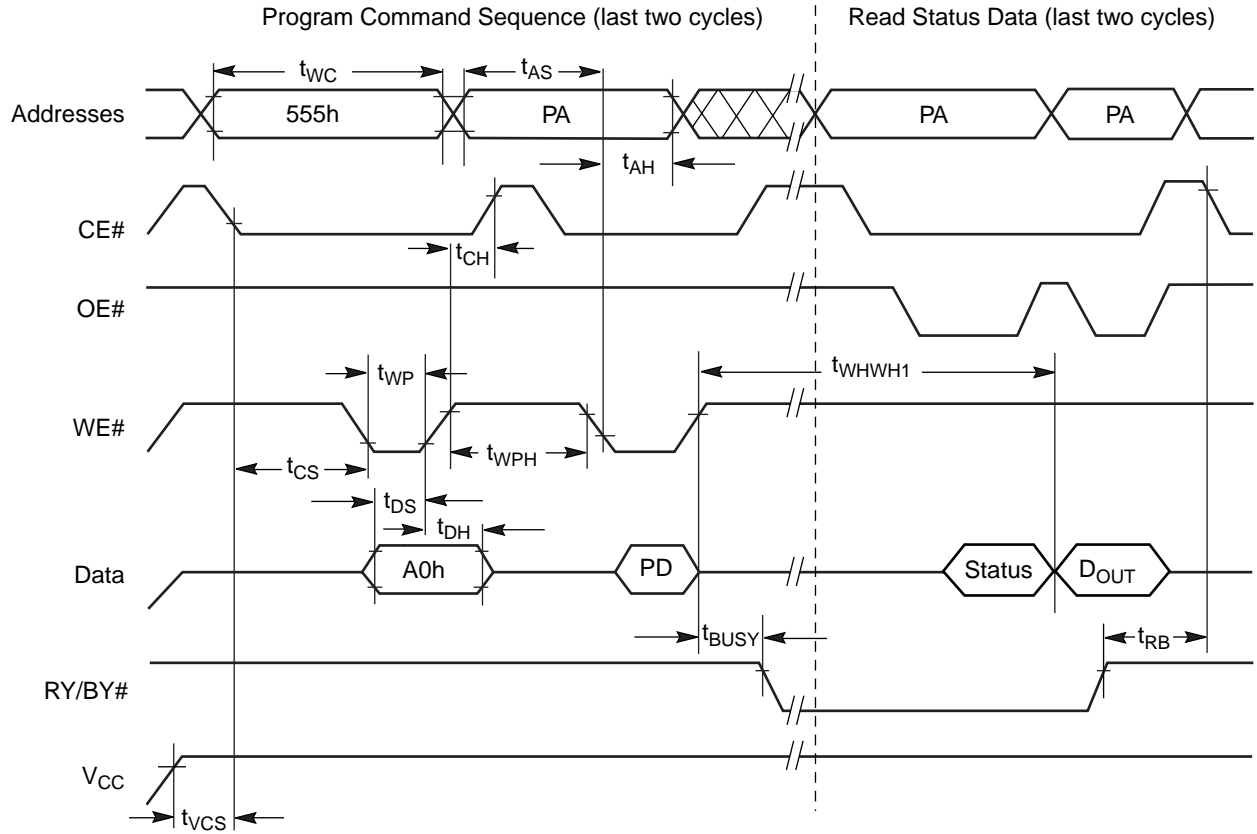 Program Command Sequence (last two cycles) Read Status Data (last two cycles)
tWC tAS
Addresses 555h PA PA PA
tAH
CE#
tCH
OE#
tWP tWHWH1
WE#
tCS tWPH
tDS
tDH
Data A0h PD Status DOUT
tBUSY tRB
RY/BY#
VCC
tVCS